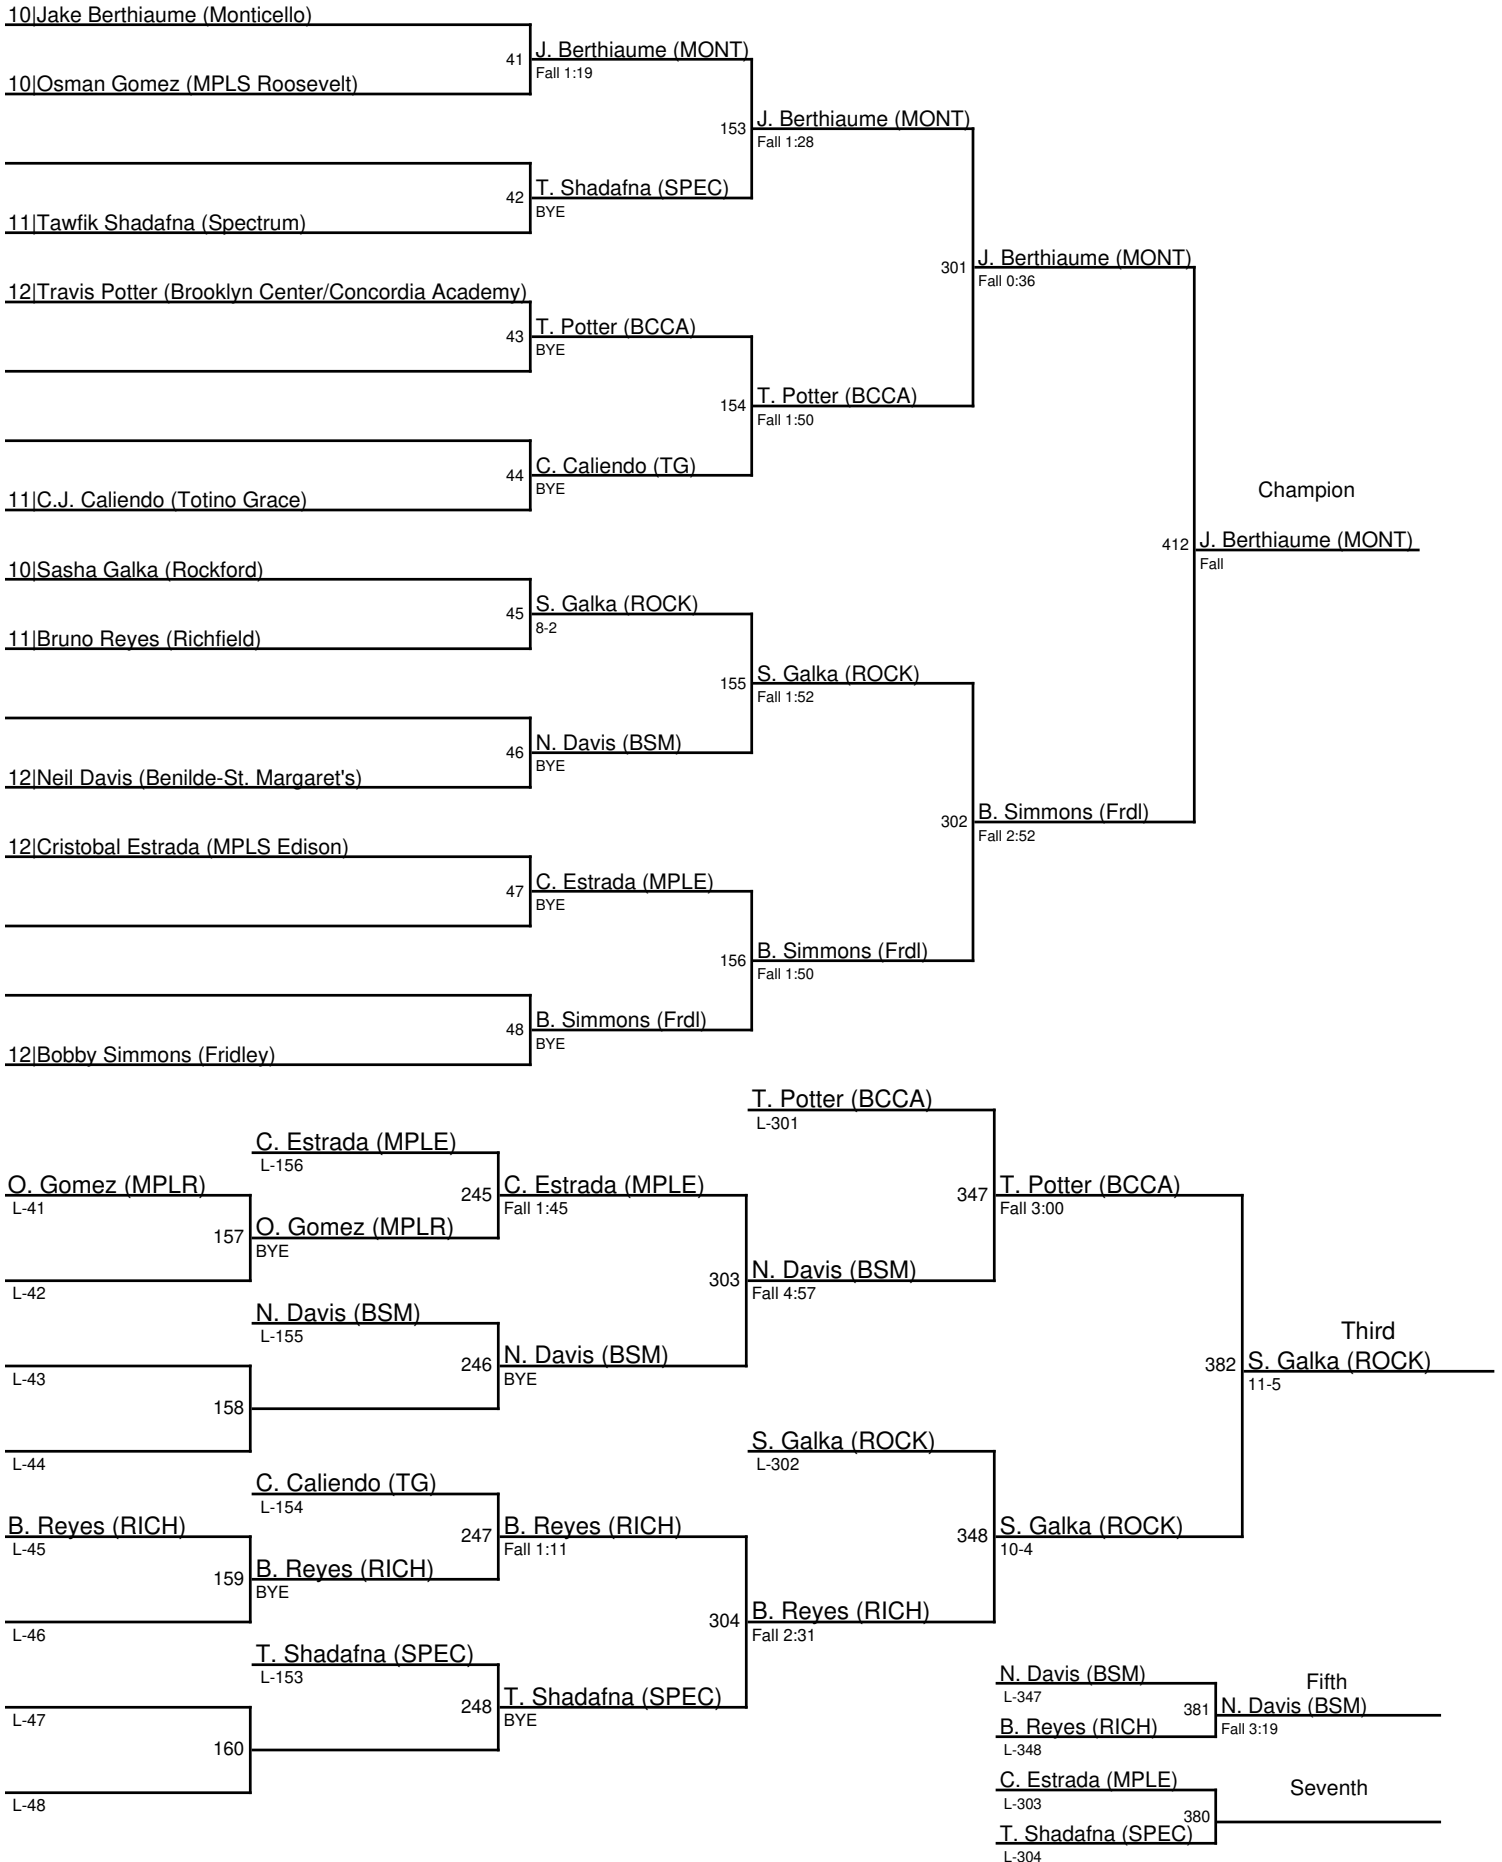 10|Jake Berthiaume (Monticello)
41
J. Berthiaume (MONT)
Fall 1:19
10|Osman Gomez (MPLS Roosevelt)
153
J. Berthiaume (MONT)
Fall 1:28
42
T. Shadafna (SPEC)
BYE
11|Tawfik Shadafna (Spectrum)
301
J. Berthiaume (MONT)
Fall 0:36
12|Travis Potter (Brooklyn Center/Concordia Academy)
43
T. Potter (BCCA)
BYE
154
T. Potter (BCCA)
Fall 1:50
44
C. Caliendo (TG)
BYE
11|C.J. Caliendo (Totino Grace)
Champion
412
J. Berthiaume (MONT)
Fall
10|Sasha Galka (Rockford)
45
S. Galka (ROCK)
8-2
11|Bruno Reyes (Richfield)
155
S. Galka (ROCK)
Fall 1:52
46
N. Davis (BSM)
BYE
12|Neil Davis (Benilde-St. Margaret's)
302
B. Simmons (Frdl)
Fall 2:52
12|Cristobal Estrada (MPLS Edison)
47
C. Estrada (MPLE)
BYE
156
B. Simmons (Frdl)
Fall 1:50
48
B. Simmons (Frdl)
BYE
12|Bobby Simmons (Fridley)
T. Potter (BCCA)
L-301
C. Estrada (MPLE)
L-156
O. Gomez (MPLR)
L-41
245
C. Estrada (MPLE)
Fall 1:45
347
T. Potter (BCCA)
Fall 3:00
157
O. Gomez (MPLR)
BYE
L-42
303
N. Davis (BSM)
Fall 4:57
N. Davis (BSM)
L-155
L-43
246
N. Davis (BSM)
BYE
158
Third
382
S. Galka (ROCK)
11-5
L-44
S. Galka (ROCK)
L-302
C. Caliendo (TG)
L-154
B. Reyes (RICH)
L-45
247
B. Reyes (RICH)
Fall 1:11
348
S. Galka (ROCK)
10-4
159
B. Reyes (RICH)
BYE
L-46
304
B. Reyes (RICH)
Fall 2:31
T. Shadafna (SPEC)
L-153
L-47
248
T. Shadafna (SPEC)
BYE
160
L-48
N. Davis (BSM)
L-347
Fifth
381
N. Davis (BSM)
Fall 3:19
B. Reyes (RICH)
L-348
C. Estrada (MPLE)
L-303
Seventh
380
T. Shadafna (SPEC)
L-304